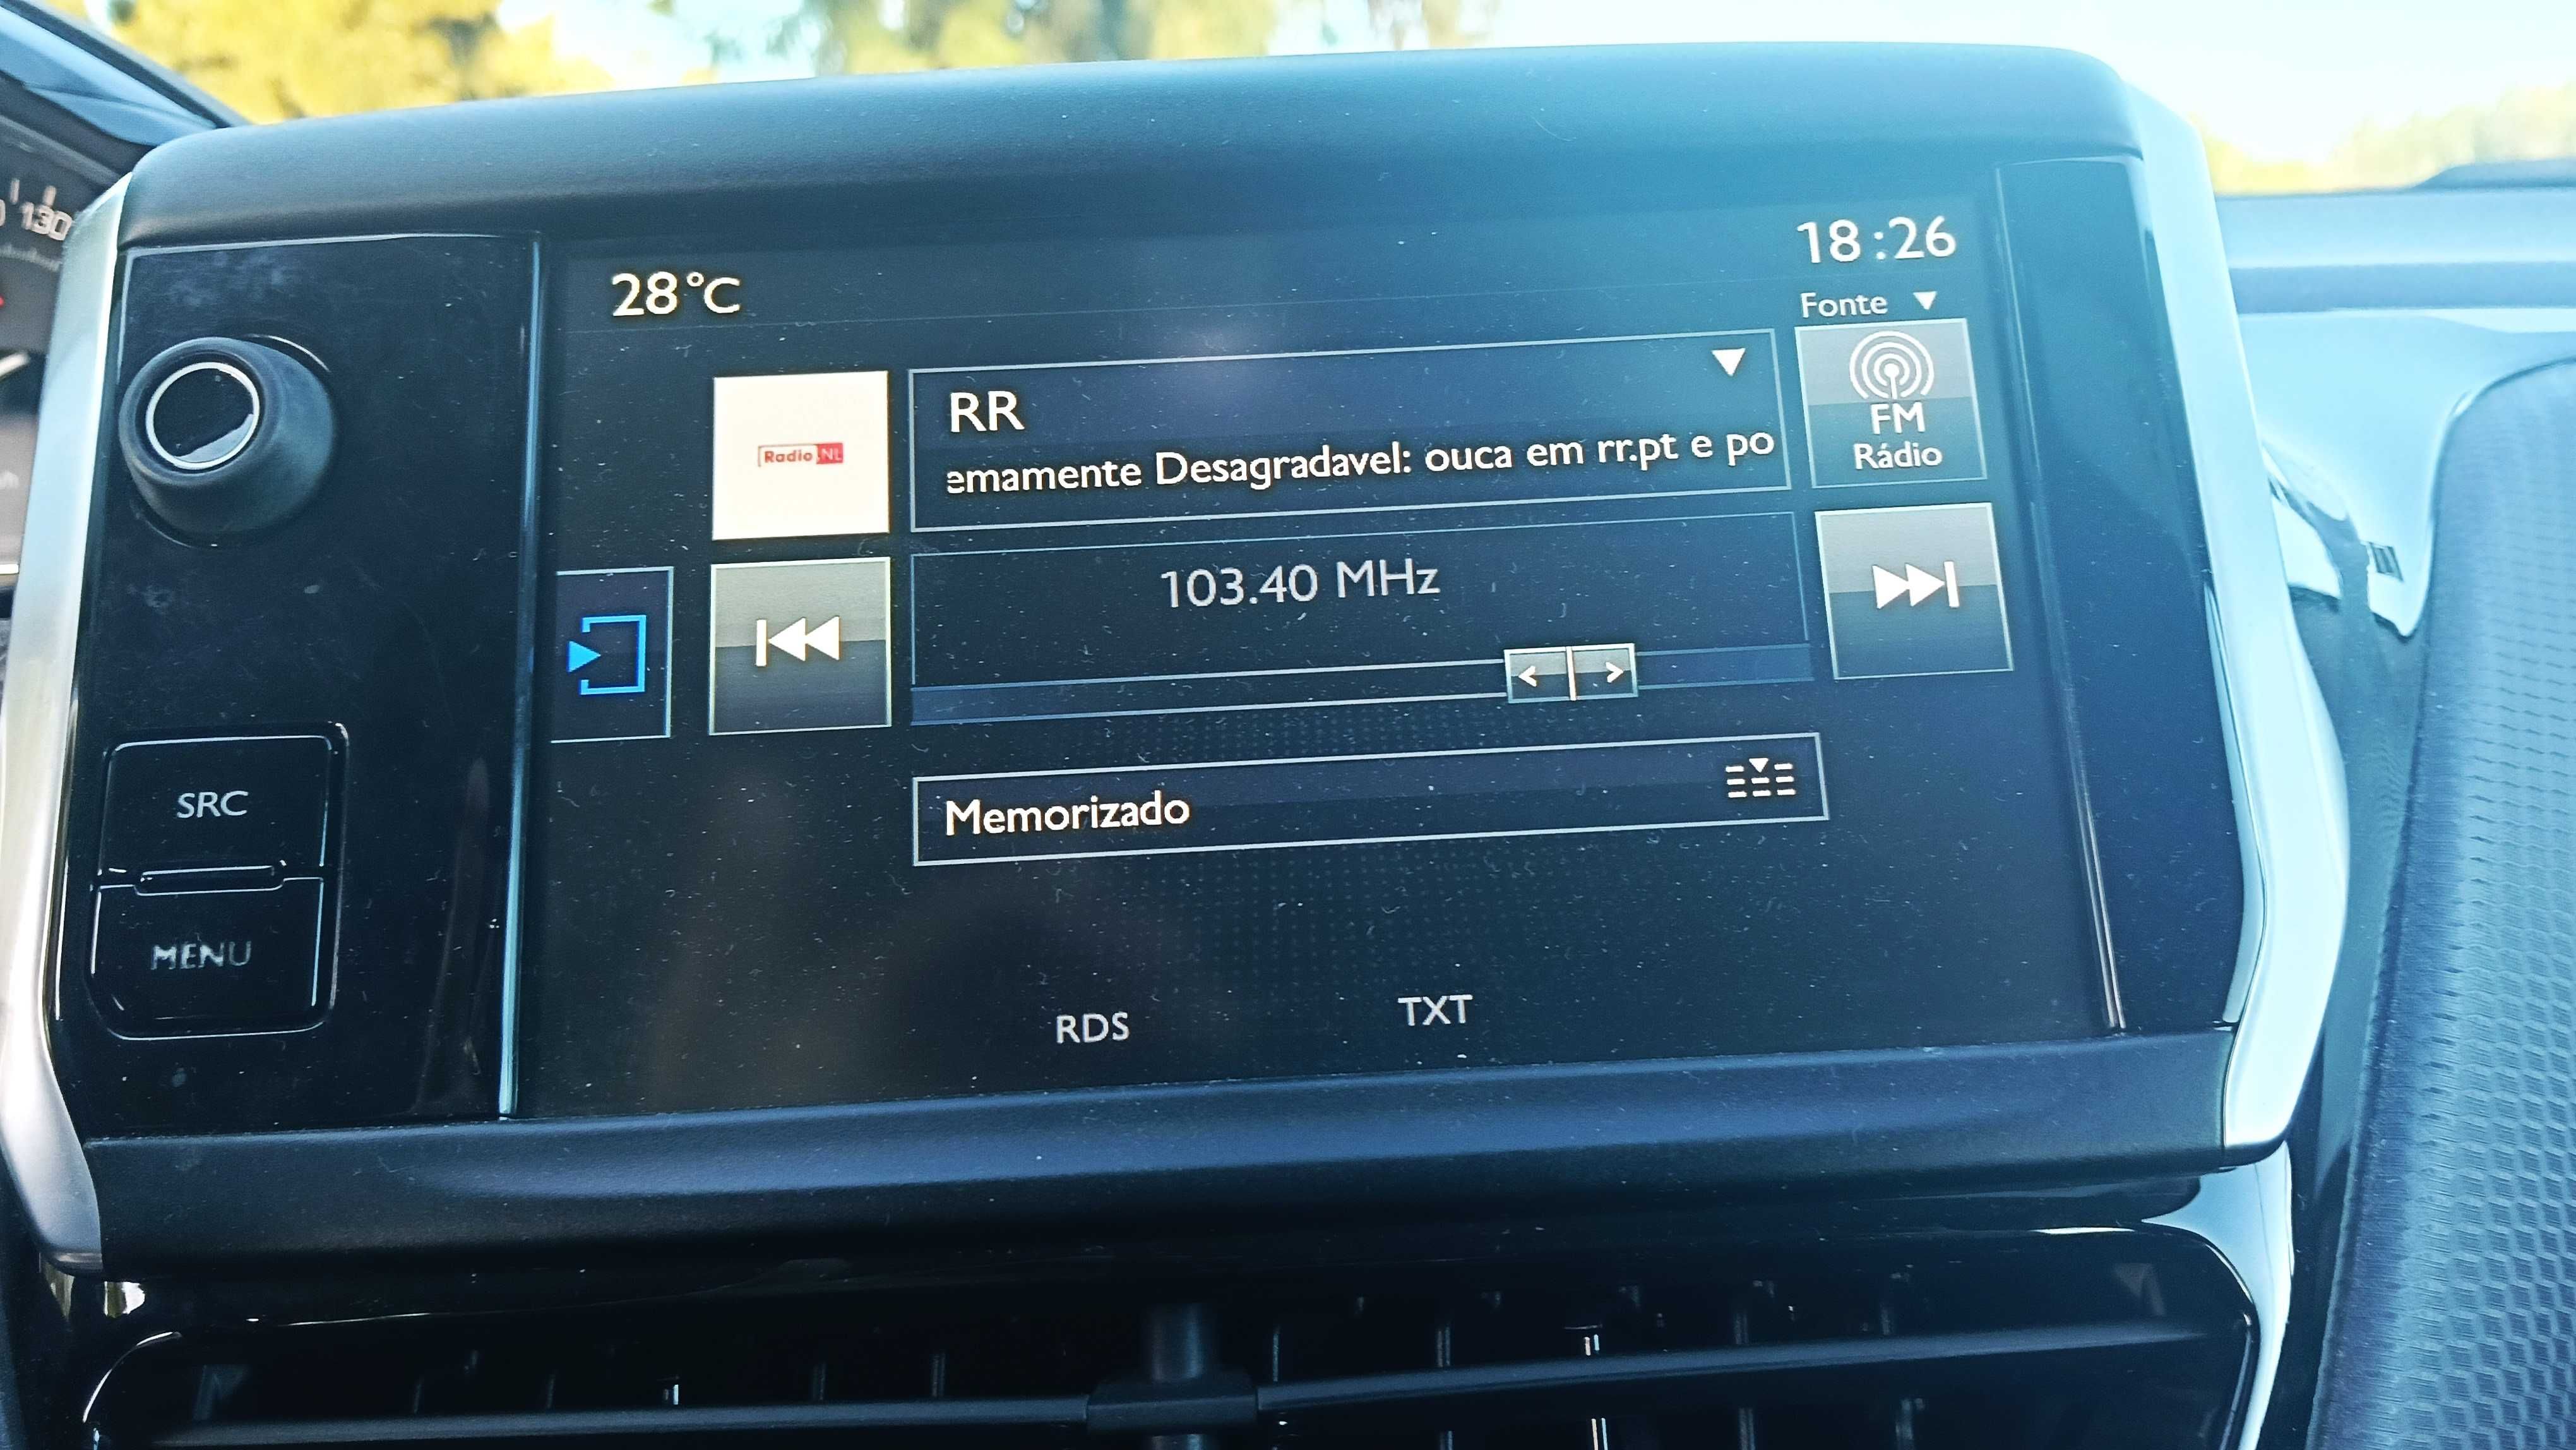 130
28°C
18:26
Fonte
RR
emamente Desagradavel: ouca em rr.pt e po
Radio.NL
FM
Rádio
103.40 MHz
< >
Memorizado
SRC
MENU
RDS
TXT